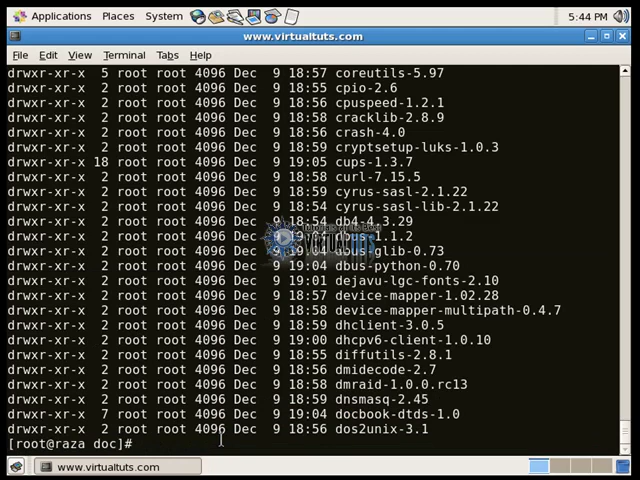 Applications Places System 5:44 PM
www.virtualtuts.com
File Edit View Terminal Tabs Help
drwxr-xr-x  5 root root 4096 Dec  9 18:57 coreutils-5.97
drwxr-xr-x  2 root root 4096 Dec  9 18:55 cpio-2.6
drwxr-xr-x  2 root root 4096 Dec  9 18:56 cpuspeed-1.2.1
drwxr-xr-x  2 root root 4096 Dec  9 18:58 cracklib-2.8.9
drwxr-xr-x  2 root root 4096 Dec  9 18:56 crash-4.0
drwxr-xr-x  2 root root 4096 Dec  9 18:59 cryptsetup-luks-1.0.3
drwxr-xr-x 18 root root 4096 Dec  9 19:05 cups-1.3.7
drwxr-xr-x  2 root root 4096 Dec  9 18:58 curl-7.15.5
drwxr-xr-x  2 root root 4096 Dec  9 18:59 cyrus-sasl-2.1.22
drwxr-xr-x  2 root root 4096 Dec  9 18:54 cyrus-sasl-lib-2.1.22
drwxr-xr-x  2 root root 4096 Dec  9 18:54 db4-4.3.29
drwxr-xr-x  2 root root 4096 Dec  9 dbus-1.1.2
drwxr-xr-x  2 root root 4096 Dec  9 19:04 dbus-glib-0.73
drwxr-xr-x  2 root root 4096 Dec  9 19:04 dbus-python-0.70
drwxr-xr-x  2 root root 4096 Dec  9 19:01 dejavu-lgc-fonts-2.10
drwxr-xr-x  2 root root 4096 Dec  9 18:57 device-mapper-1.02.28
drwxr-xr-x  2 root root 4096 Dec  9 18:58 device-mapper-multipath-0.4.7
drwxr-xr-x  2 root root 4096 Dec  9 18:59 dhclient-3.0.5
drwxr-xr-x  2 root root 4096 Dec  9 19:00 dhcpv6-client-1.0.10
drwxr-xr-x  2 root root 4096 Dec  9 18:55 diffutils-2.8.1
drwxr-xr-x  2 root root 4096 Dec  9 18:56 dmidecode-2.7
drwxr-xr-x  2 root root 4096 Dec  9 18:58 dmraid-1.0.0.rc13
drwxr-xr-x  2 root root 4096 Dec  9 18:59 dnsmasq-2.45
drwxr-xr-x  7 root root 4096 Dec  9 19:04 docbook-dtds-1.0
drwxr-xr-x  2 root root 4096 Dec  9 18:56 dos2unix-3.1
[root@raza doc]#
VIRTUALTUTS
www.virtualtuts.com